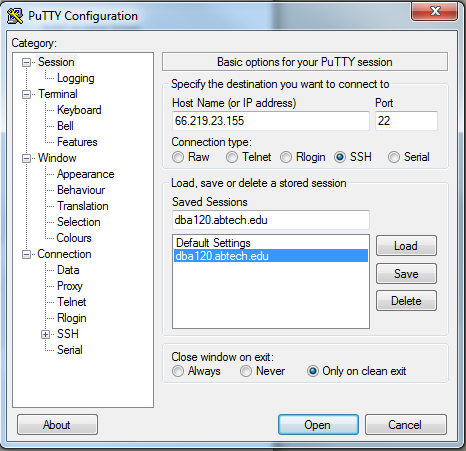 PuTTY Configuration
Category:
Session
Logging
Terminal
Keyboard
Bell
Features
Window
Appearance
Behaviour
Translation
Selection
Colours
Connection
Data
Proxy
Telnet
Rlogin
SSH
Serial
Basic options for your PuTTY session
Specify the destination you want to connect to
Host Name (or IP address) Port
66.219.23.155 22
Connection type:
Raw Telnet Rlogin SSH Serial
Load, save or delete a stored session
Saved Sessions
dba120.abtech.edu
Default Settings
dba120.abtech.edu
Load
Save
Delete
Close window on exit:
Always Never Only on clean exit
About Open Cancel